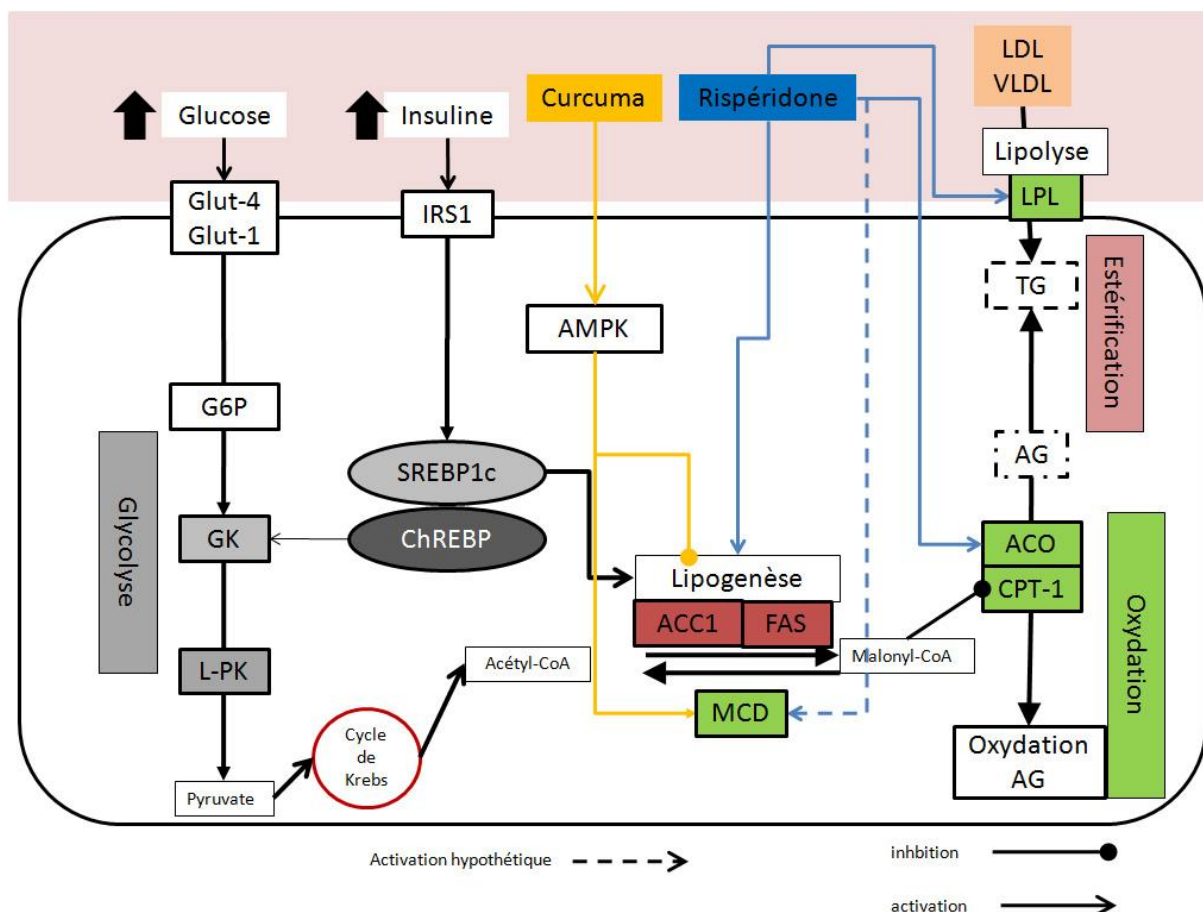 Glucose
Insuline
Curcuma
Rispéridone
LDL
VLDL
Lipolyse
LPL
Glut-4
Glut-1
IRS1
TG
Estérification
AMPK
G6P
AG
SREBP1c
ChREBP
Glycolyse
GK
ACO
CPT-1
Lipogenèse
ACC1
FAS
Malonyl-CoA
Oxydation
L-PK
Acétyl-CoA
MCD
Cycle
de
Krebs
Oxydation
AG
Pyruvate
Activation hypothétique
inhbition
activation